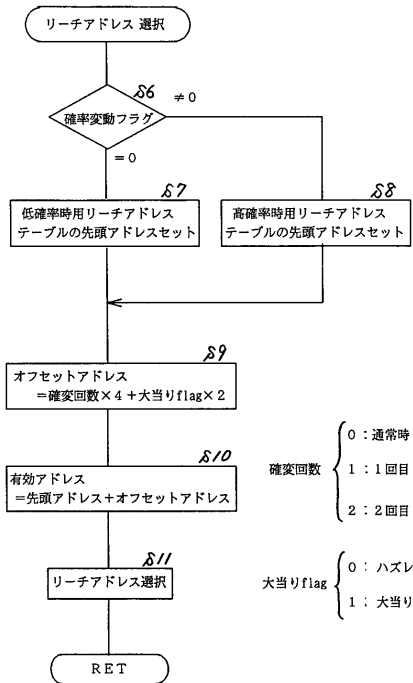 リーチアドレス 選択
S6
≠0
確率変動フラグ
=0
S7
低確率時用リーチアドレス
テーブルの先頭アドレスセット
S8
高確率時用リーチアドレス
テーブルの先頭アドレスセット
S9
オフセットアドレス
=確変回数×4+大当りflag×2
S10
有効アドレス
=先頭アドレス+オフセットアドレス
S11
リーチアドレス選択
RET
確変回数
0:通常時
1:1回目
2:2回目
大当りflag
0:ハズレ
1:大当り